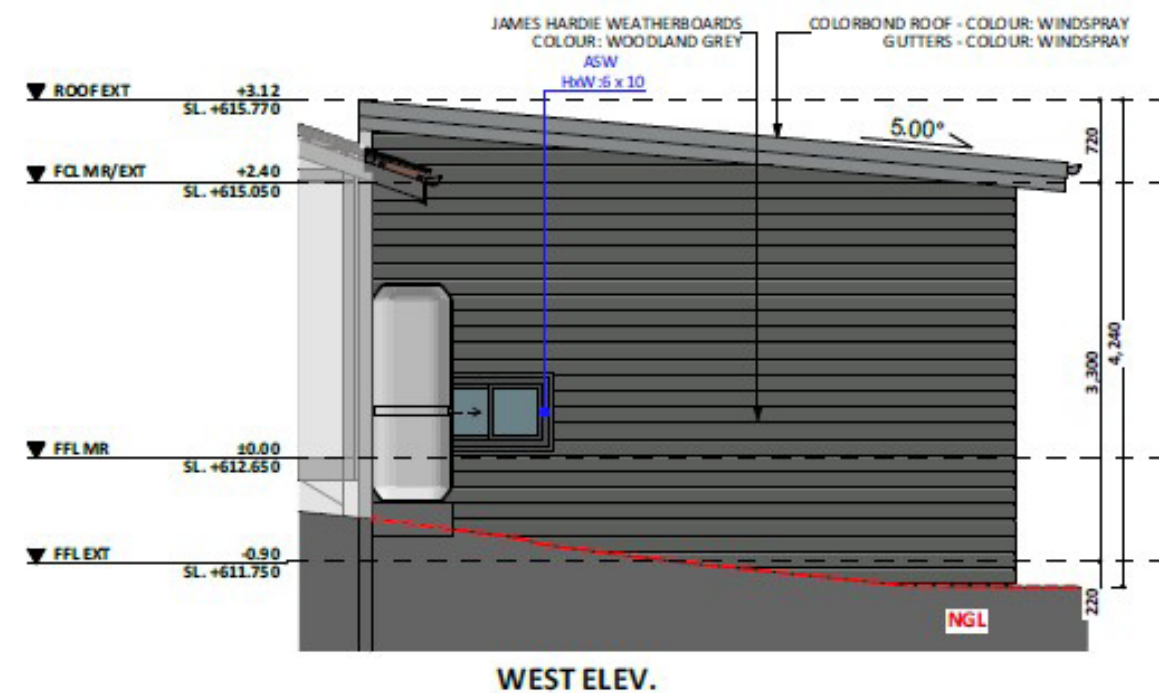 JAMES HARDIE WEATHERBOARDS
COLOUR: WOODLAND GREY
COLORBOND ROOF - COLOUR: WINDSPRAY
GUTTERS - COLOUR: WINDSPRAY
ASW
HxW:6 x 10
ROOF EXT +3.12
SL. +615.770
5.00°
720
FCL MR/EXT +2.40
SL. +615.050
3,300
4,240
FFL MR ±0.00
SL. +612.650
FFL EXT -0.90
SL. +611.750
220
NGL
WEST ELEV.